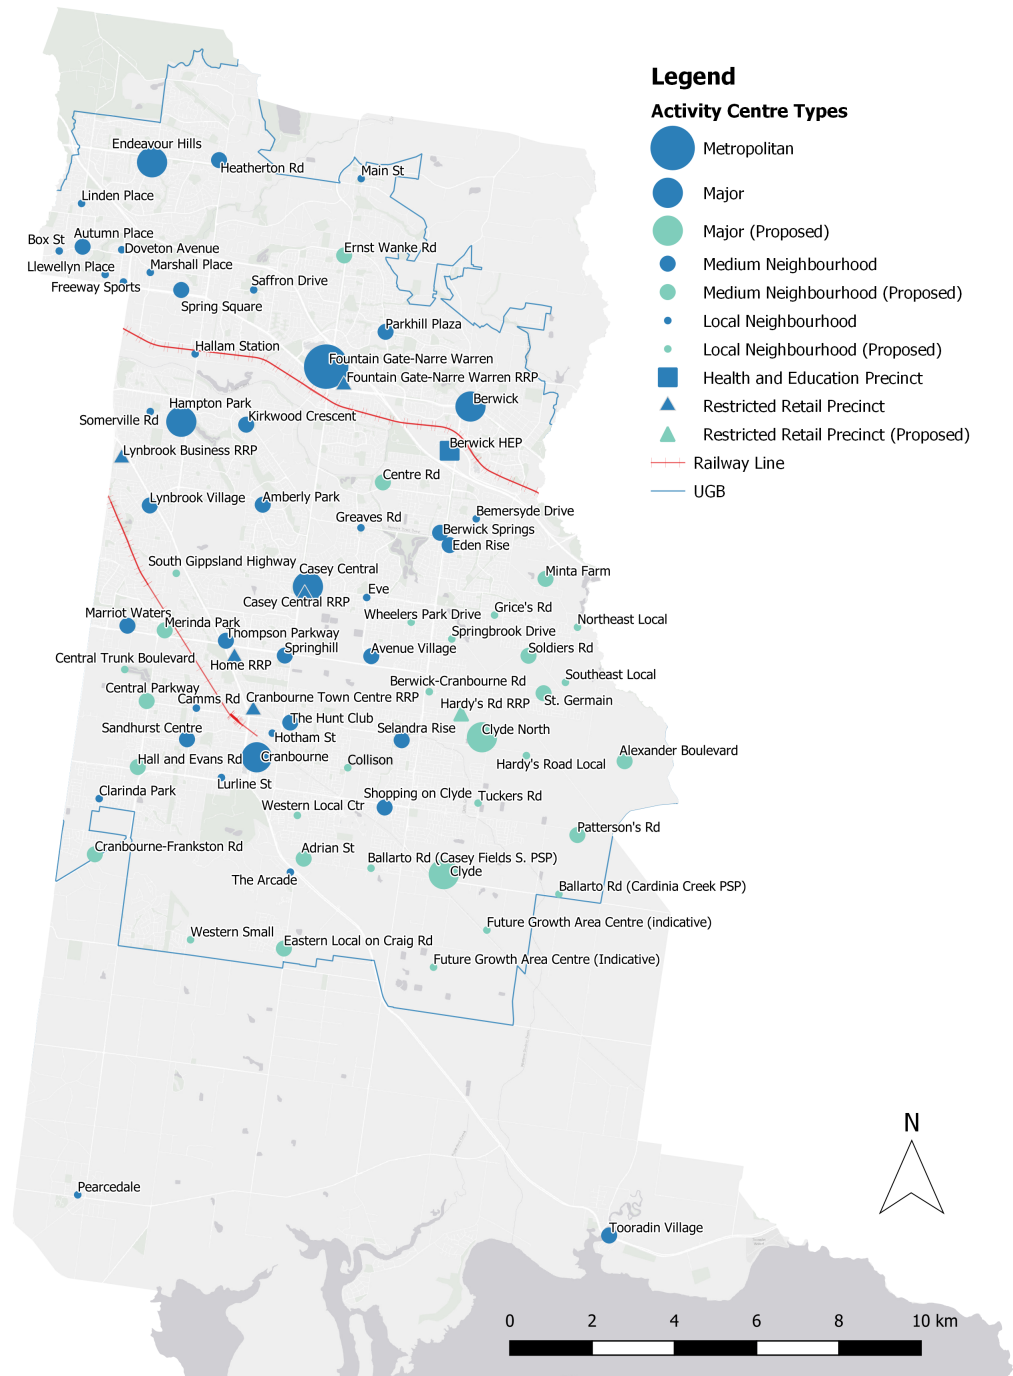 Legend
Activity Centre Types
Metropolitan
Major
Major (Proposed)
Medium Neighbourhood
Medium Neighbourhood (Proposed)
Local Neighbourhood
Local Neighbourhood (Proposed)
Health and Education Precinct
Restricted Retail Precinct
Restricted Retail Precinct (Proposed)
Railway Line
UGB
Endeavour Hills
Heatherton Rd
Main St
Linden Place
Box St
Autumn Place
Doveton Avenue
Ernst Wanke Rd
Llewellyn Place
Marshall Place
Freeway Sports
Saffron Drive
Spring Square
Parkhill Plaza
Hallam Station
Fountain Gate-Narre Warren
Fountain Gate-Narre Warren RRP
Hampton Park
Berwick
Somerville Rd
Kirkwood Crescent
Berwick HEP
Lynbrook Business RRP
Centre Rd
Lynbrook Village
Amberly Park
Greaves Rd
Bemersyde Drive
Berwick Springs
Eden Rise
South Gippsland Highway
Casey Central
Minta Farm
Casey Central RRP
Eve
Marriot Waters
Merinda Park
Wheelers Park Drive
Grice's Rd
Northeast Local
Thompson Parkway
Springbrook Drive
Springhill
Avenue Village
Soldiers Rd
Central Trunk Boulevard
Home RRP
Berwick-Cranbourne Rd
Southeast Local
Central Parkway
Camms Rd
Cranbourne Town Centre RRP
Hardy's Rd RRP
St. Germain
The Hunt Club
Sandhurst Centre
Hotham St
Selandra Rise
Clyde North
Hall and Evans Rd
Cranbourne
Collison
Hardy's Road Local
Alexander Boulevard
Lurline St
Clarinda Park
Western Local Ctr
Shopping on Clyde
Tuckers Rd
Patterson's Rd
Cranbourne-Frankston Rd
Adrian St
Ballarto Rd (Casey Fields S. PSP)
Clyde
The Arcade
Ballarto Rd (Cardinia Creek PSP)
Western Small
Eastern Local on Craig Rd
Future Growth Area Centre (indicative)
Future Growth Area Centre (Indicative)
N
Pearcedale
Tooradin Village
0 2 4 6 8 10 km